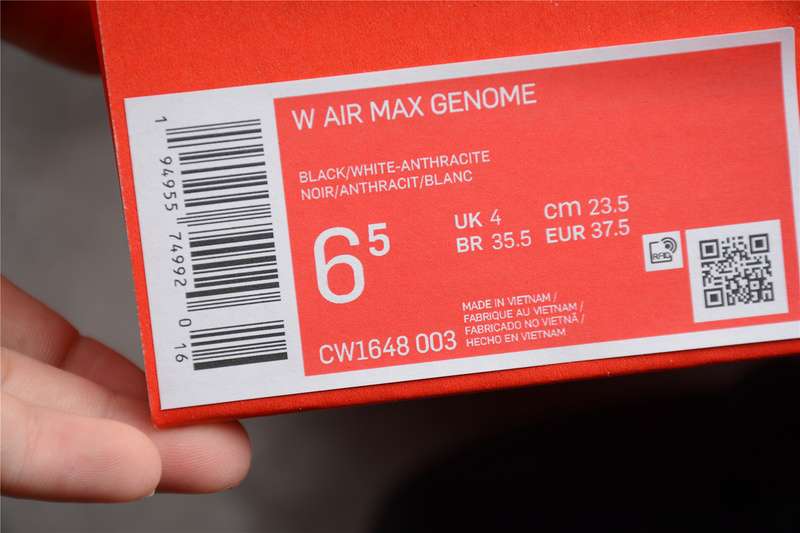 W AIR MAX GENOME
BLACK/WHITE-ANTHRACITE
NOIR/ANTHRACIT/BLANC
6⁵
UK 4 cm 23.5
BR 35.5 EUR 37.5
RFID
MADE IN VIETNAM /
FABRIQUE AU VIETNAM /
FABRICADO NO VIETNÃ /
HECHO EN VIETNAM
CW1648 003
1 94955 74992 0 16